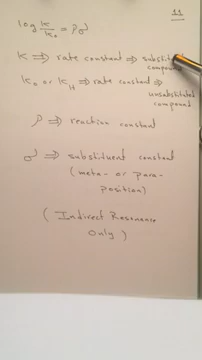 11
log K/K₀ = ρσ
K ⇒ rate constant ⇒ substituted compound
K₀ or K_H ⇒ rate constant ⇒ unsubstituted compound
ρ ⇒ reaction constant
σ ⇒ substituent constant
(meta- or para-
position)
(Indirect Resonance
Only)